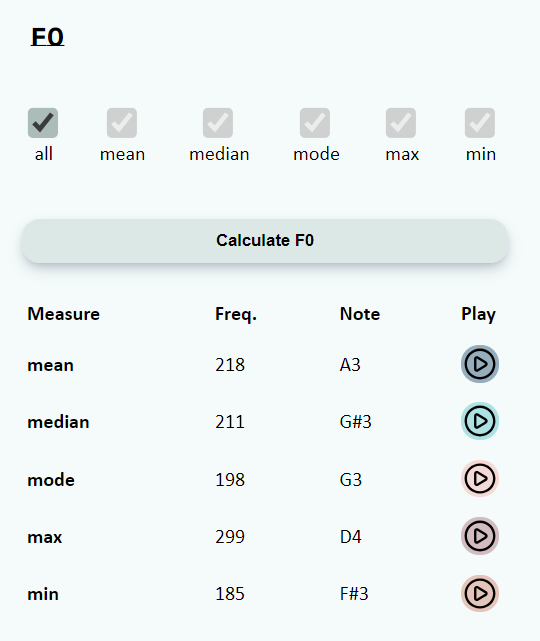 F0
all mean median mode max min
Calculate F0
Measure Freq. Note Play
mean 218 A3
median 211 G#3
mode 198 G3
max 299 D4
min 185 F#3